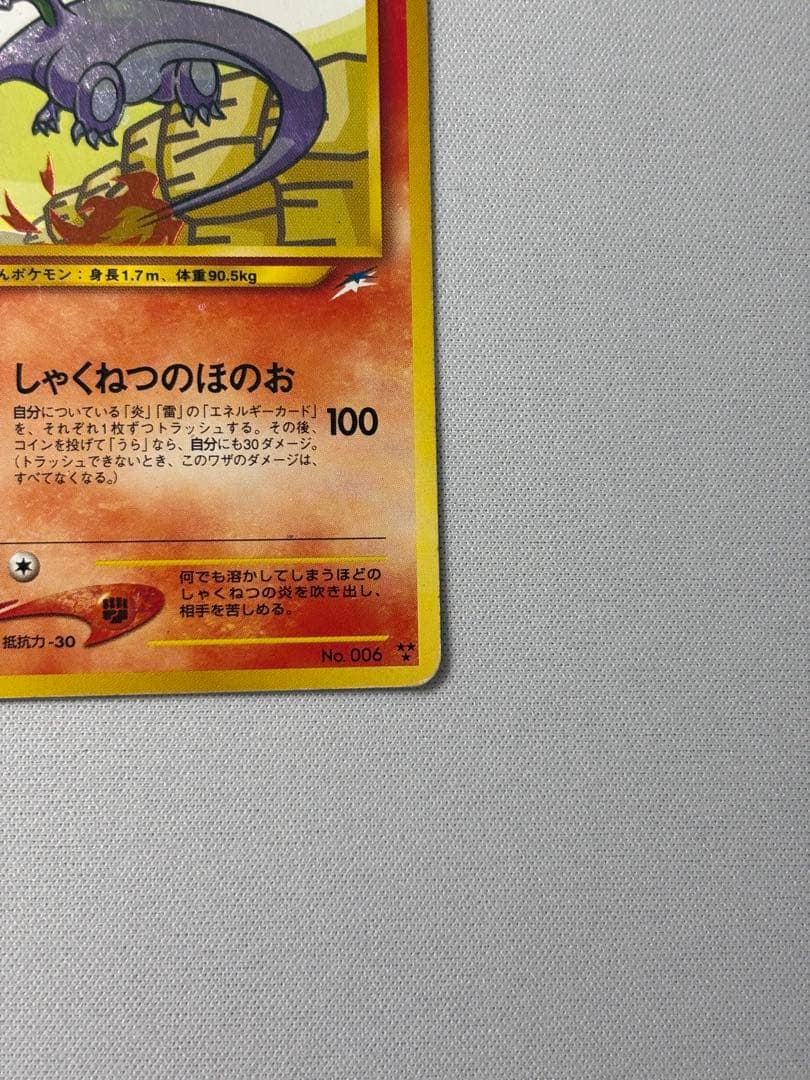 んポケモン：身長1.7m、体重90.5kg
しゃくねつのほのお
自分についている「炎」「雷」の「エネルギーカード」
を、それぞれ1枚ずつトラッシュする。その後、
コインを投げて「うら」なら、自分にも30ダメージ。
（トラッシュできないとき、このワザのダメージは、
すべてなくなる。）
100
何でも溶かしてしまうほどの
しゃくねつの炎を吹き出し、
相手を苦しめる。
抵抗力-30
No. 006